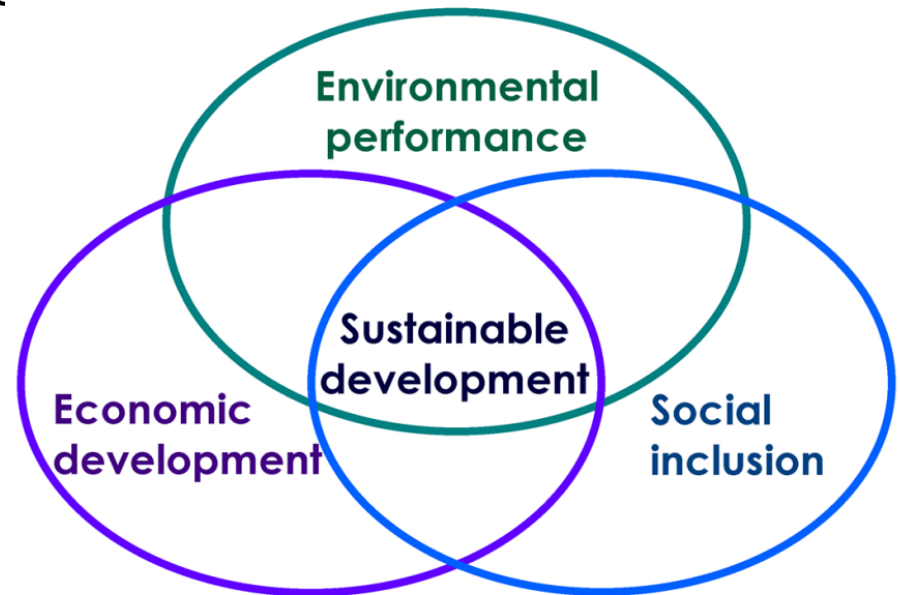 Environmental
performance
Sustainable
development
Economic
development
Social
inclusion